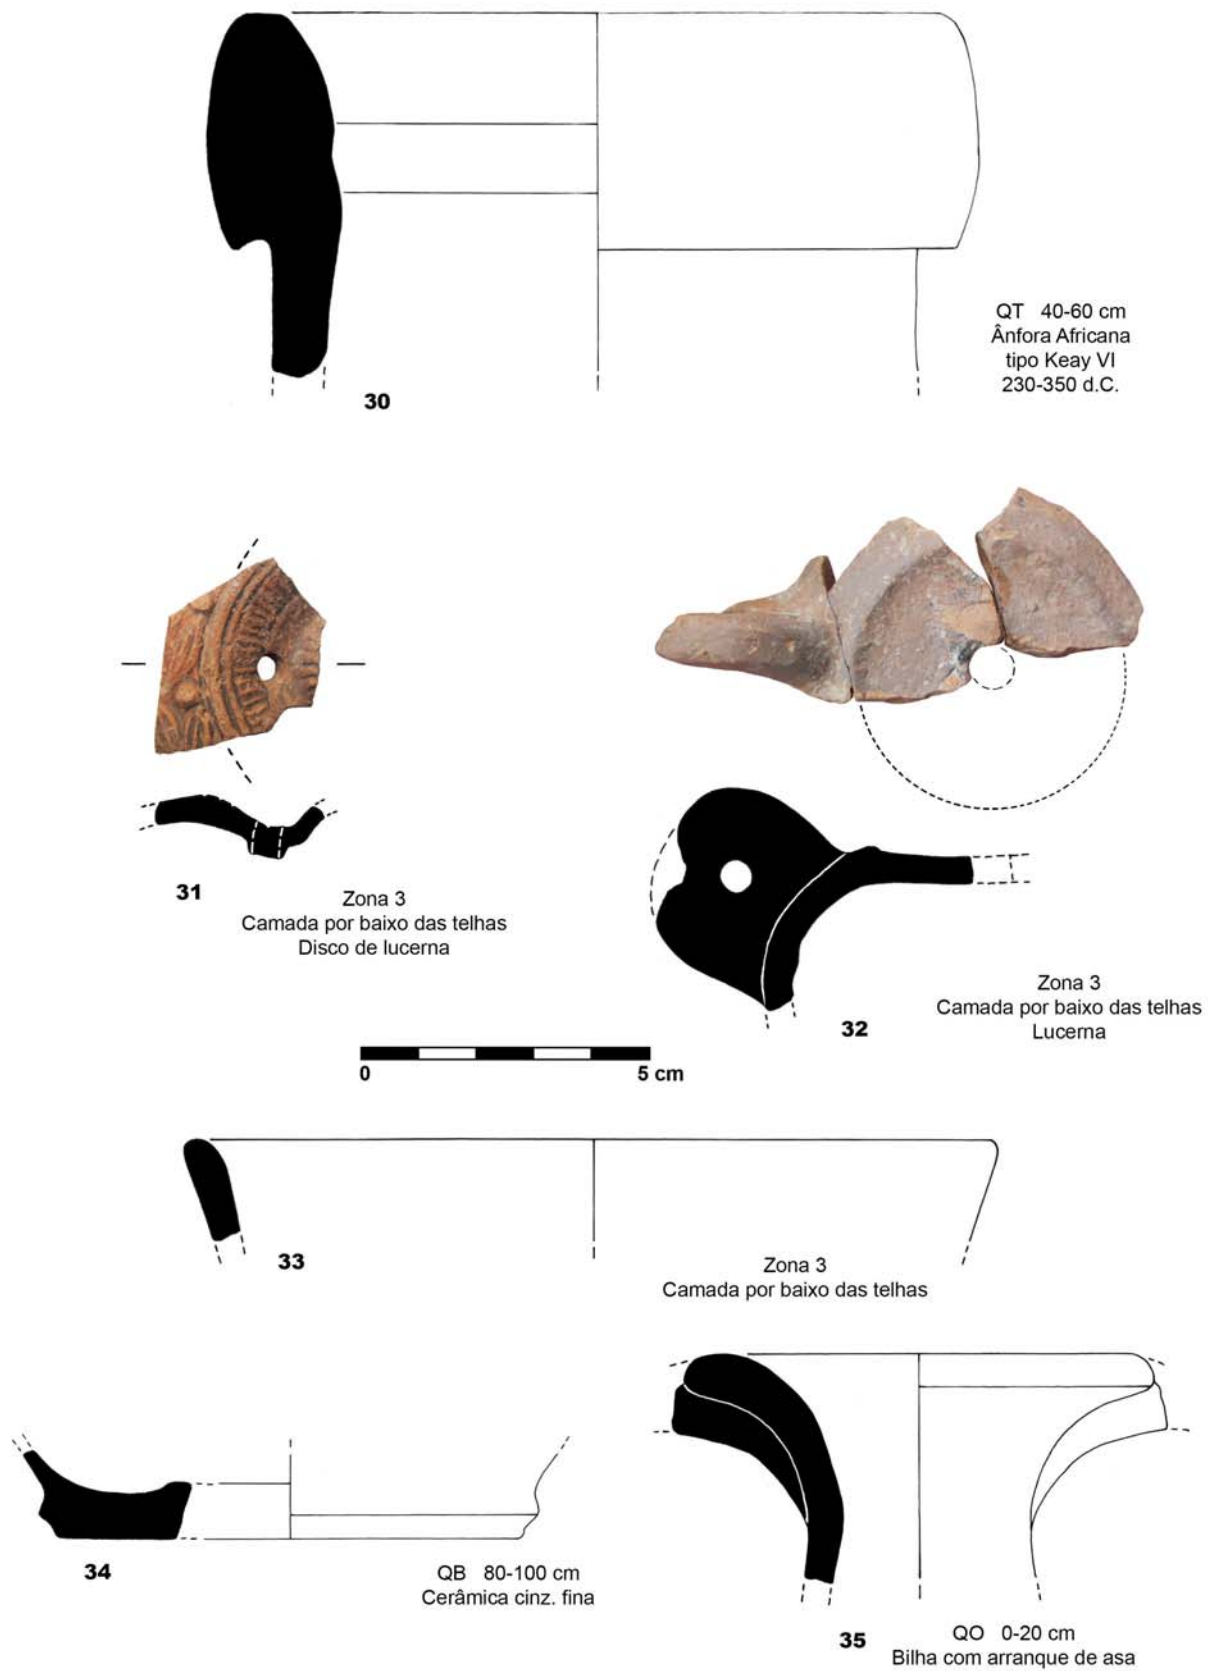 QT 40-60 cm
Ânfora Africana
tipo Keay VI
230-350 d.C.
30
31
Zona 3
Camada por baixo das telhas
Disco de lucerna
Zona 3
Camada por baixo das telhas
Lucerna
32
0 5 cm
33
Zona 3
Camada por baixo das telhas
34
QB 80-100 cm
Cerâmica cinz. fina
35
QO 0-20 cm
Bilha com arranque de asa